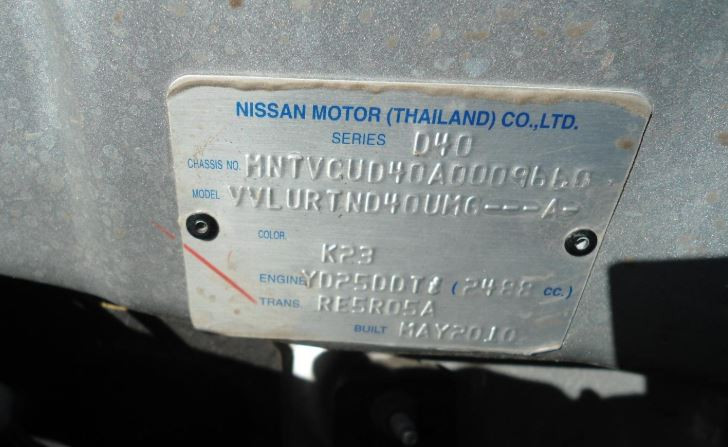 NISSAN MOTOR (THAILAND) CO.,LTD.
SERIES D40
CHASSIS NO. MNTVCUD40A0009660
MODEL VVLURTND40UMG---A-
COLOR.
K23
ENGINE YD25DDTI (2488 cc.)
TRANS. RE5R05A
BUILT MAY2010